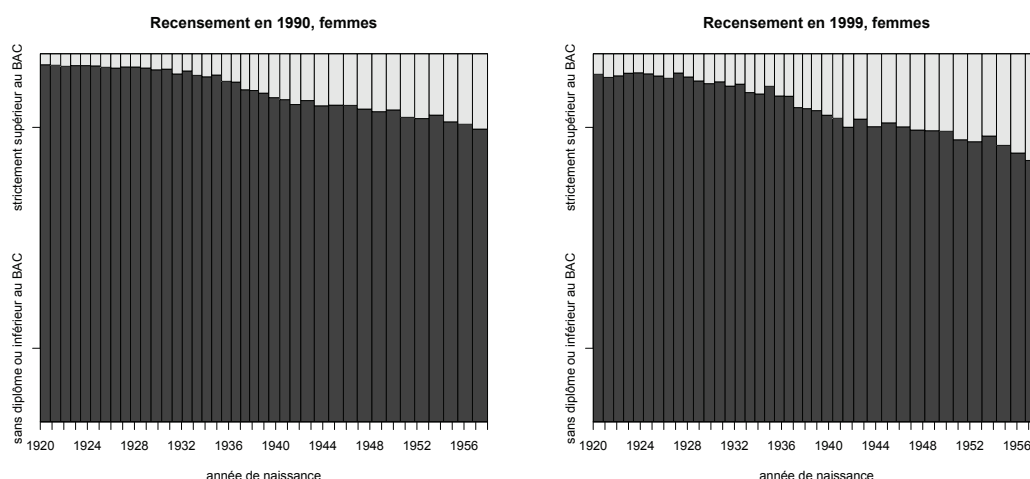 Recensement en 1990, femmes
strictement supérieur au BAC
sans diplôme ou inférieur au BAC
1920 1924 1928 1932 1936 1940 1944 1948 1952 1956
année de naissance
Recensement en 1999, femmes
strictement supérieur au BAC
sans diplôme ou inférieur au BAC
1920 1924 1928 1932 1936 1940 1944 1948 1952 1956
année de naissance